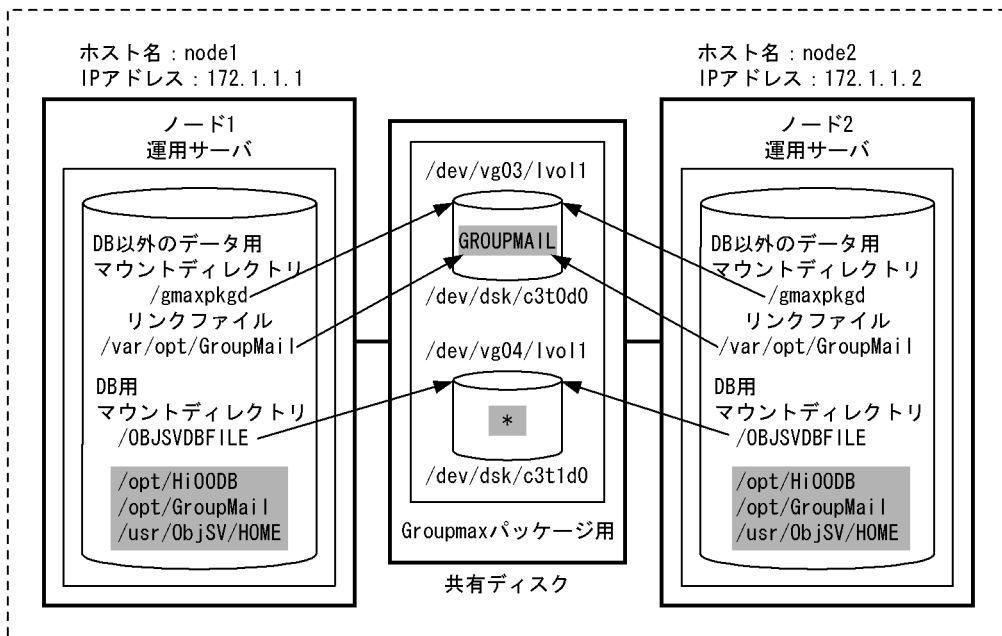 ホスト名：node1
IPアドレス：172.1.1.1
ノード1
運用サーバ
DB以外のデータ用
マウントディレクトリ
/gmaxpkgd
リンクファイル
/var/opt/GroupMail
DB用
マウントディレクトリ
/OBJSVDBFILE
/opt/HiOODB
/opt/GroupMail
/usr/ObjSV/HOME
/dev/vg03/lvol1
GROUPMAIL
/dev/dsk/c3t0d0
/dev/vg04/lvol1
*
/dev/dsk/c3t1d0
Groupmaxパッケージ用
共有ディスク
ホスト名：node2
IPアドレス：172.1.1.2
ノード2
運用サーバ
DB以外のデータ用
マウントディレクトリ
/gmaxpkgd
リンクファイル
/var/opt/GroupMail
DB用
マウントディレクトリ
/OBJSVDBFILE
/opt/HiOODB
/opt/GroupMail
/usr/ObjSV/HOME